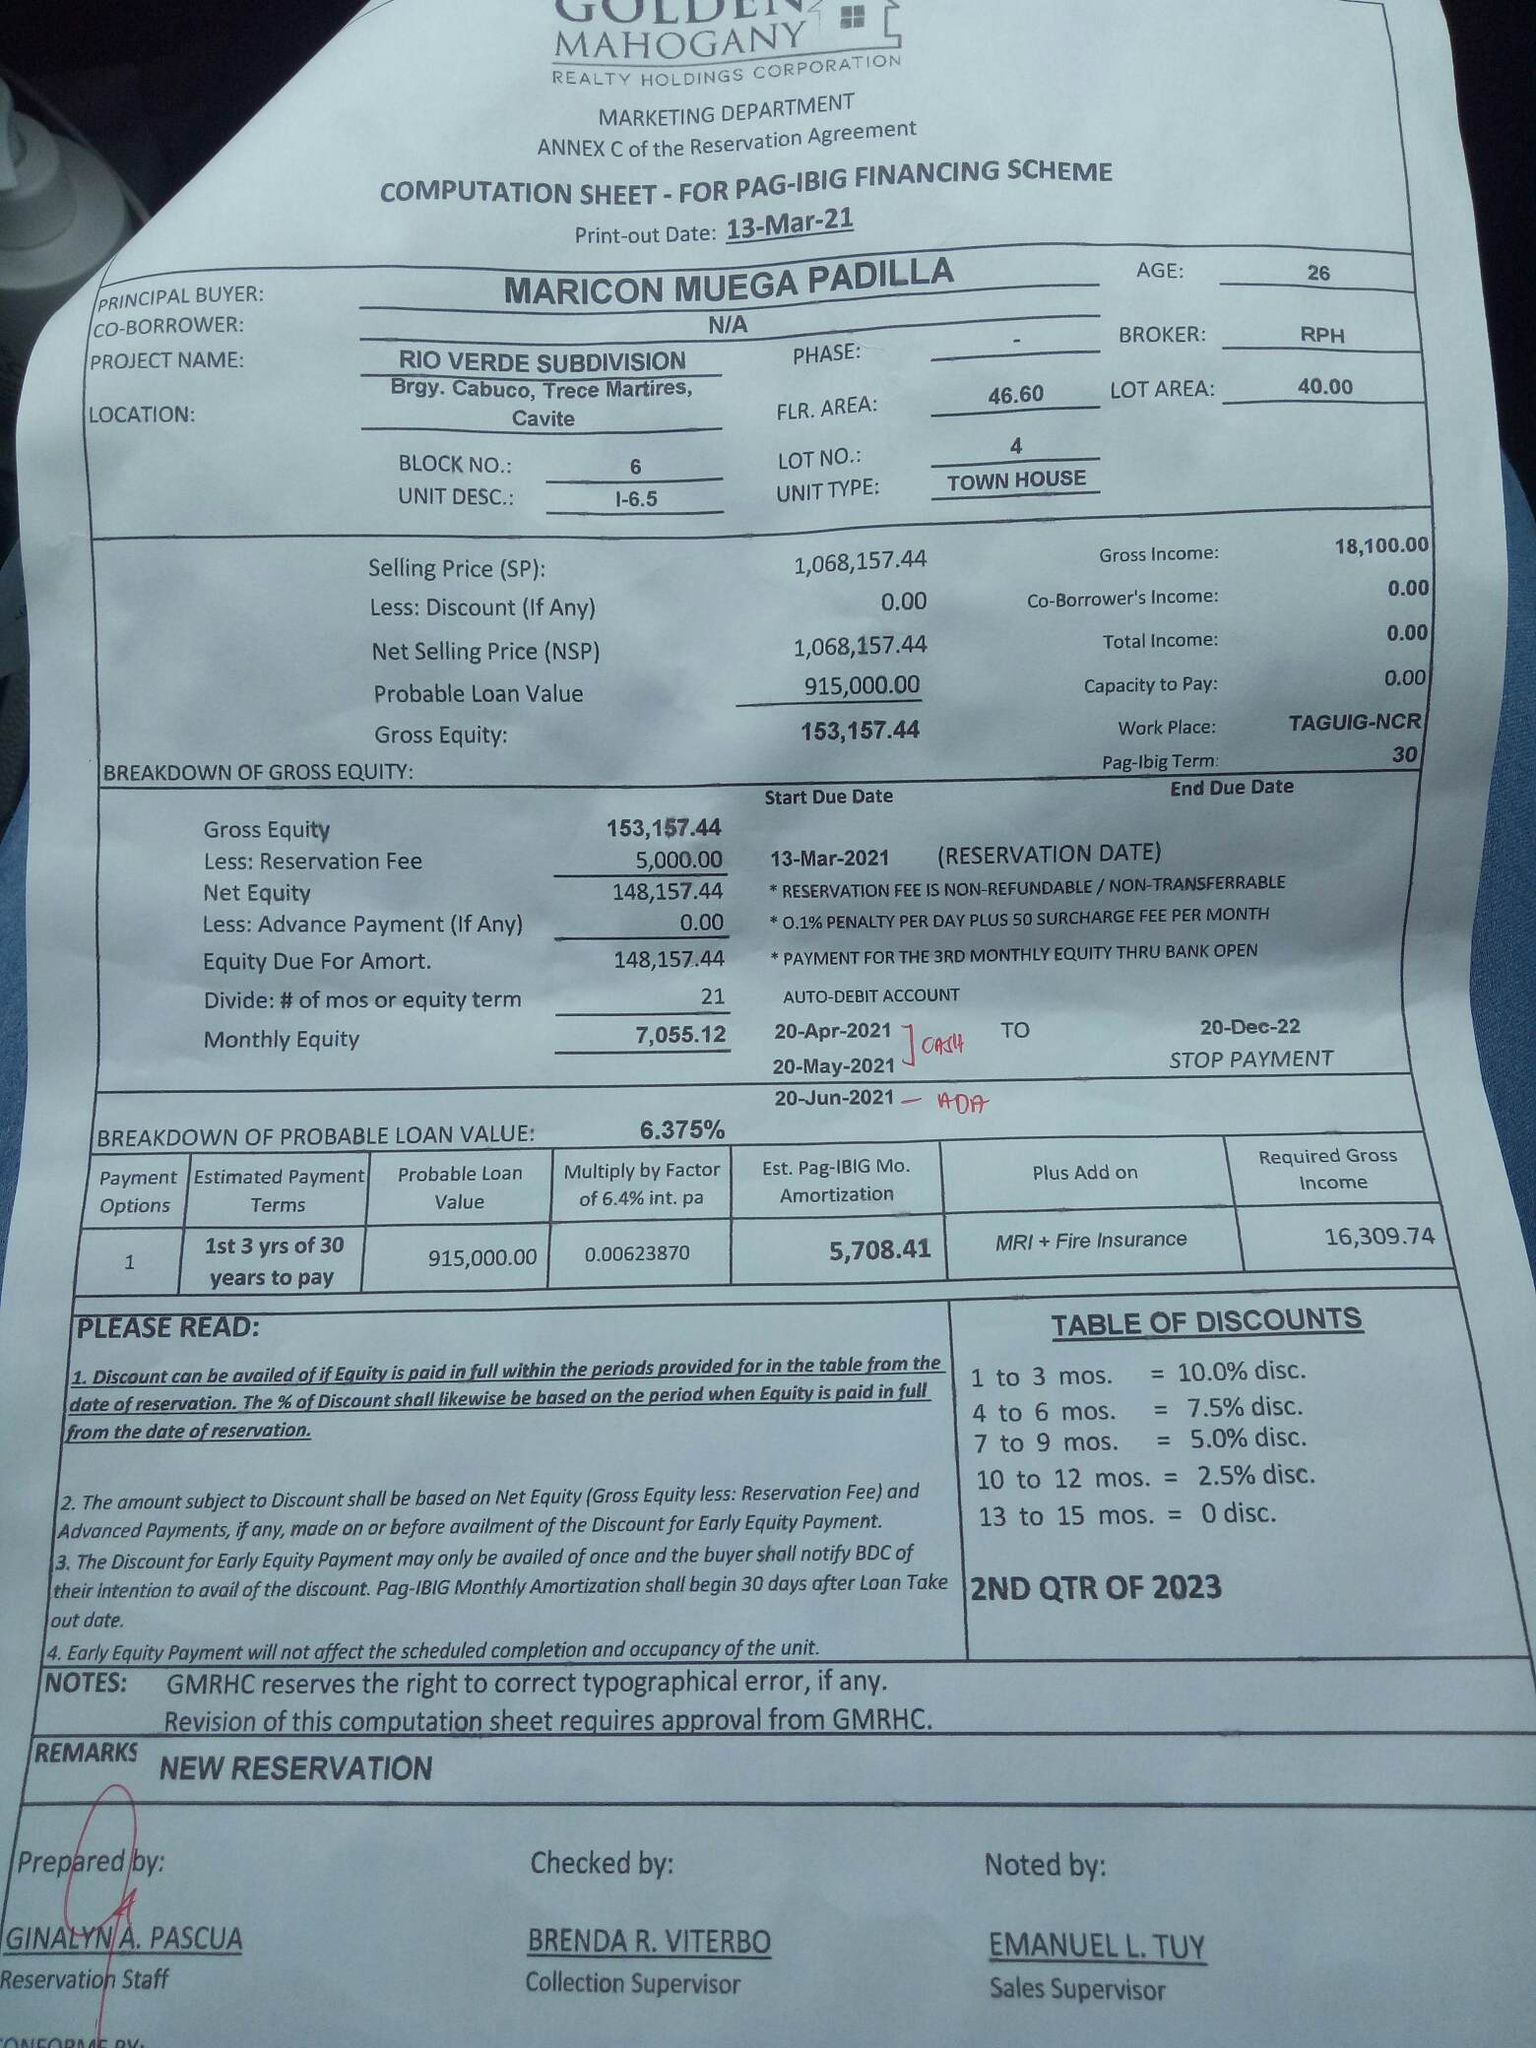 GOLDEN
MAHOGANY
REALTY HOLDINGS CORPORATION
MARKETING DEPARTMENT
ANNEX C of the Reservation Agreement
COMPUTATION SHEET - FOR PAG-IBIG FINANCING SCHEME
Print-out Date: 13-Mar-21
PRINCIPAL BUYER: MARICON MUEGA PADILLA AGE: 26
CO-BORROWER: N/A
PROJECT NAME: RIO VERDE SUBDIVISION PHASE: - BROKER: RPH
LOCATION: Brgy. Cabuco, Trece Martires, FLR. AREA: 46.60 LOT AREA: 40.00
Cavite
BLOCK NO.: 6 LOT NO.: 4
UNIT DESC.: I-6.5 UNIT TYPE: TOWN HOUSE
Selling Price (SP): 1,068,157.44 Gross Income: 18,100.00
Less: Discount (If Any) 0.00 Co-Borrower's Income: 0.00
Net Selling Price (NSP) 1,068,157.44 Total Income: 0.00
Probable Loan Value 915,000.00 Capacity to Pay: 0.00
Gross Equity: 153,157.44 Work Place: TAGUIG-NCR
BREAKDOWN OF GROSS EQUITY: Pag-Ibig Term: 30
Start Due Date End Due Date
Gross Equity 153,157.44
Less: Reservation Fee 5,000.00 13-Mar-2021 (RESERVATION DATE)
Net Equity 148,157.44 * RESERVATION FEE IS NON-REFUNDABLE / NON-TRANSFERRABLE
Less: Advance Payment (If Any) 0.00 * 0.1% PENALTY PER DAY PLUS 50 SURCHARGE FEE PER MONTH
Equity Due For Amort. 148,157.44 * PAYMENT FOR THE 3RD MONTHLY EQUITY THRU BANK OPEN
Divide: # of mos or equity term 21 AUTO-DEBIT ACCOUNT
Monthly Equity 7,055.12 20-Apr-2021 CASH TO 20-Dec-22
20-May-2021 STOP PAYMENT
20-Jun-2021 — ADA
BREAKDOWN OF PROBABLE LOAN VALUE: 6.375%
Payment Options Estimated Payment Terms Probable Loan Value Multiply by Factor of 6.4% int. pa Est. Pag-IBIG Mo. Amortization Plus Add on Required Gross Income
1 1st 3 yrs of 30 years to pay 915,000.00 0.00623870 5,708.41 MRI + Fire Insurance 16,309.74
PLEASE READ:
1. Discount can be availed of if Equity is paid in full within the periods provided for in the table from the
date of reservation. The % of Discount shall likewise be based on the period when Equity is paid in full
from the date of reservation.
2. The amount subject to Discount shall be based on Net Equity (Gross Equity less: Reservation Fee) and
Advanced Payments, if any, made on or before availment of the Discount for Early Equity Payment.
3. The Discount for Early Equity Payment may only be availed of once and the buyer shall notify BDC of
their Intention to avail of the discount. Pag-IBIG Monthly Amortization shall begin 30 days after Loan Take
out date.
4. Early Equity Payment will not affect the scheduled completion and occupancy of the unit.
TABLE OF DISCOUNTS
1 to 3 mos. = 10.0% disc.
4 to 6 mos. = 7.5% disc.
7 to 9 mos. = 5.0% disc.
10 to 12 mos. = 2.5% disc.
13 to 15 mos. = 0 disc.
2ND QTR OF 2023
NOTES: GMRHC reserves the right to correct typographical error, if any.
Revision of this computation sheet requires approval from GMRHC.
REMARKS NEW RESERVATION
Prepared by: Checked by: Noted by:
GINALYN A. PASCUA BRENDA R. VITERBO EMANUEL L. TUY
Reservation Staff Collection Supervisor Sales Supervisor
CONFORME BY: